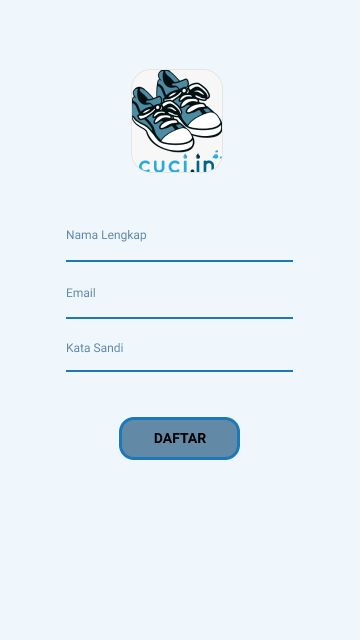 cuci.in
Nama Lengkap
Email
Kata Sandi
DAFTAR